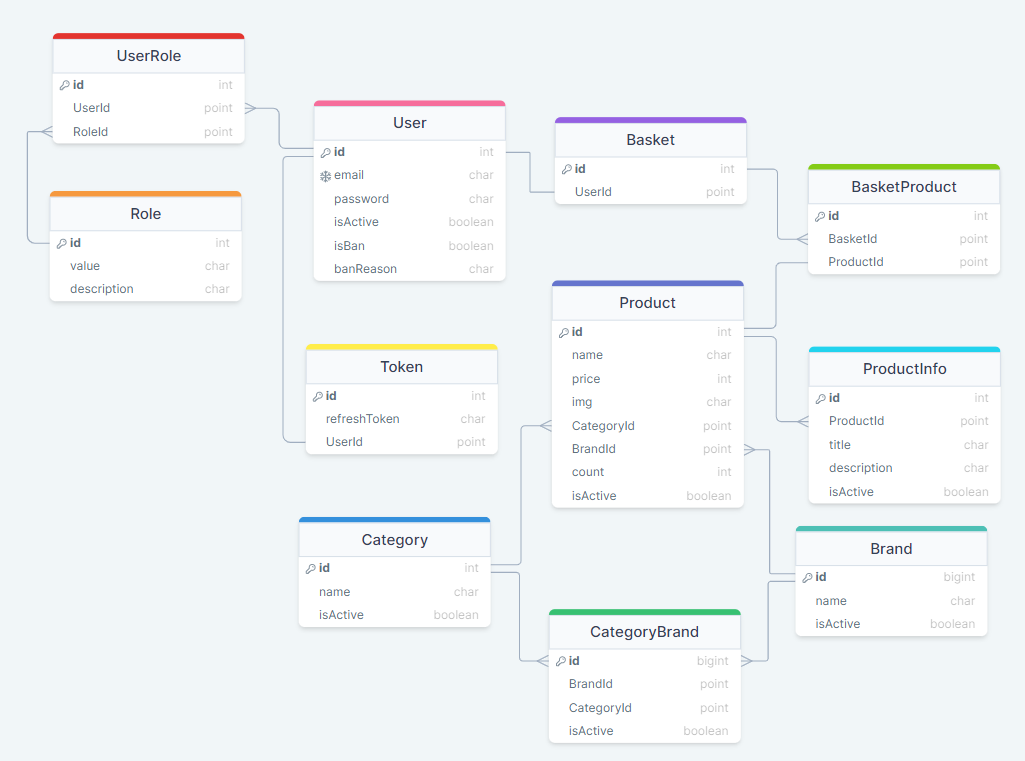 UserRole
id int
UserId point
RoleId point
Role
id int
value char
description char
User
id int
email char
password char
isActive boolean
isBan boolean
banReason char
Token
id int
refreshToken char
UserId point
Basket
id int
UserId point
BasketProduct
id int
BasketId point
ProductId point
Product
id int
name char
price int
img char
CategoryId point
BrandId point
count int
isActive boolean
ProductInfo
id int
ProductId point
title char
description char
isActive boolean
Category
id int
name char
isActive boolean
CategoryBrand
id bigint
BrandId point
CategoryId point
isActive boolean
Brand
id bigint
name char
isActive boolean